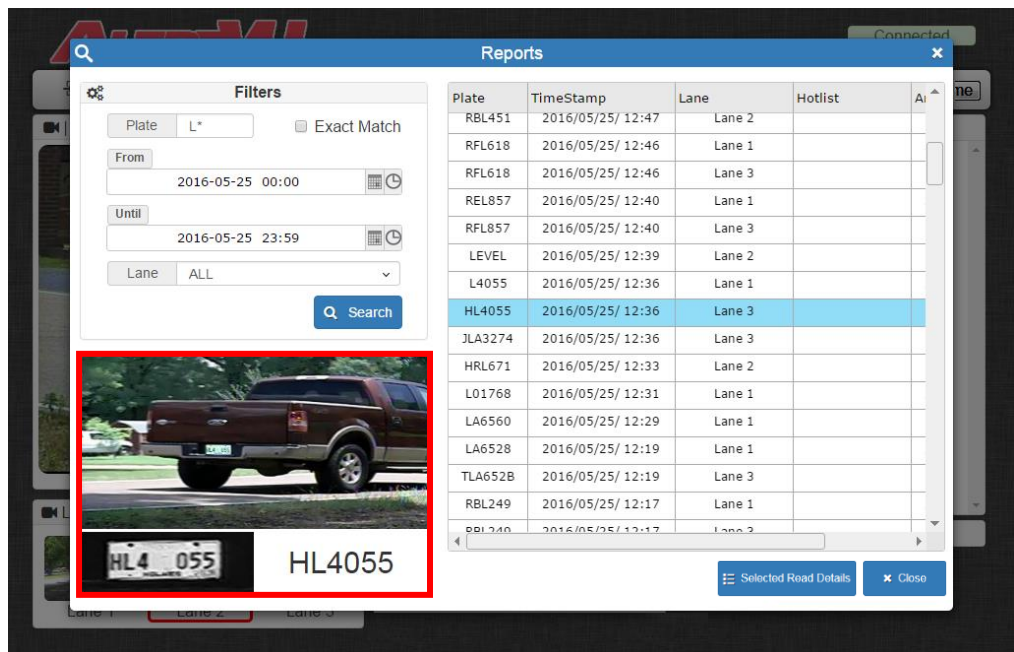 Connected
Reports
Filters
Plate L* Exact Match
From
2016-05-25 00:00
Until
2016-05-25 23:59
Lane ALL
Search
HL4 055
HL4055
Plate TimeStamp Lane Hotlist
RBL451 2016/05/25/ 12:47 Lane 2
RFL618 2016/05/25/ 12:46 Lane 1
RFL618 2016/05/25/ 12:46 Lane 3
REL857 2016/05/25/ 12:40 Lane 1
RFL857 2016/05/25/ 12:40 Lane 3
LEVEL 2016/05/25/ 12:39 Lane 2
L4055 2016/05/25/ 12:36 Lane 1
HL4055 2016/05/25/ 12:36 Lane 3
JLA3274 2016/05/25/ 12:36 Lane 3
HRL671 2016/05/25/ 12:33 Lane 2
L01768 2016/05/25/ 12:31 Lane 1
LA6560 2016/05/25/ 12:29 Lane 1
LA6528 2016/05/25/ 12:19 Lane 1
TLA652B 2016/05/25/ 12:19 Lane 3
RBL249 2016/05/25/ 12:17 Lane 1
Selected Read Details
Close
Lane 1 Lane 2 Lane 3